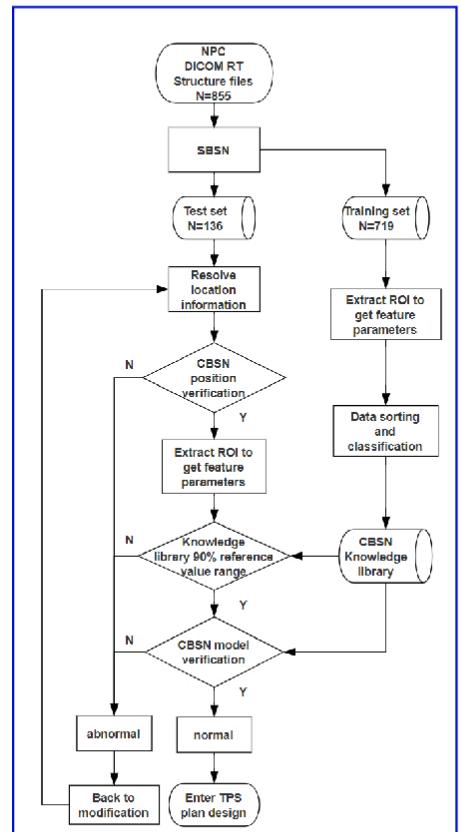 NPC
DICOM RT
Structure files
N=855
SBSN
Test set
N=136
Training set
N=719
Resolve
location
information
Extract ROI to
get feature
parameters
N
CBSN
position
verification
Y
Data sorting
and
classification
Extract ROI to
get feature
parameters
N
Knowledge
library 90% reference
value range
CBSN
Knowledge
library
Y
N
CBSN model
verification
Y
abnormal
normal
Back to
modification
Enter TPS
plan design